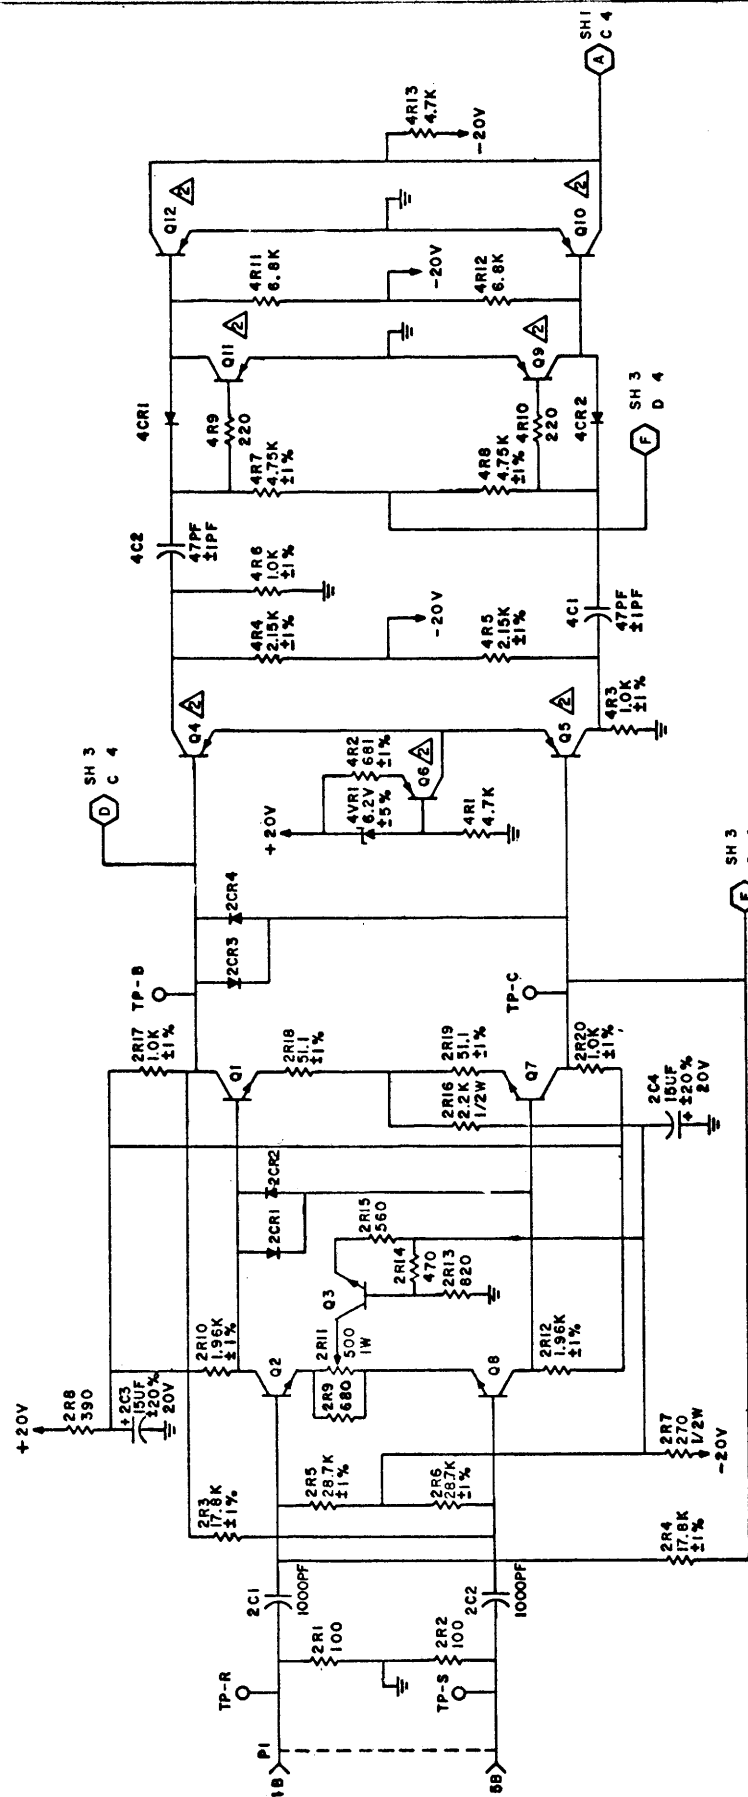 SH 1
C 4
A
4R13
4.7K
-20V
Q12
2
Q10
2
4R11
6.8K
-20V
4R12
6.8K
Q11
2
Q9
2
4CR1
4R9
220
4R10
220
4CR2
SH 3
D 4
F
4R7
4.75K
±1%
4R8
4.75K
±1%
4C2
47PF
±1PF
4R6
1.0K
±1%
4C1
47PF
±1PF
4R4
2.15K
±1%
-20V
4R5
2.15K
±1%
Q4
2
Q5
2
4R3
1.0K
±1%
SH 3
C 4
D
+20V
4R2
681
±1%
4VR1
6.2V
±5%
Q6
2
4R1
4.7K
SH 3
2CR4
2CR3
TP-B
TP-C
2R17
1.0K
±1%
Q1
2R18
51.1
±1%
2R19
51.1
±1%
2R16
2.2K
1/2W
Q7
2R20
1.0K
±1%
2C4
15UF
+ ±20%
20V
2CR2
2CR1
2R15
560
2R14
470
2R13
820
Q3
2R10
1.96K
±1%
Q2
2R11
500
1W
2R9
680
Q8
2R12
1.96K
±1%
+20V
2R8
390
+2C3
15UF
±20%
20V
2R5
28.7K
±1%
2R6
28.7K
±1%
2R7
270
1/2W
-20V
2R3
17.8K
±1%
2R4
17.8K
±1%
2C1
1000PF
2C2
1000PF
2R1
100
2R2
100
TP-R
TP-S
P1